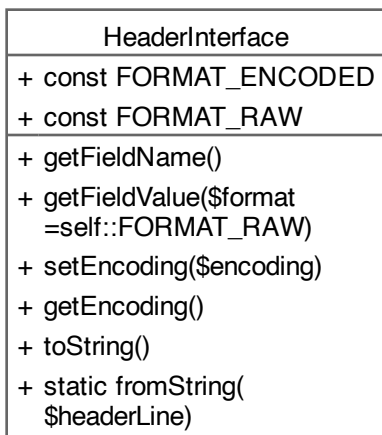 HeaderInterface
+ const FORMAT_ENCODED
+ const FORMAT_RAW
+ getFieldName()
+ getFieldValue($format
=self::FORMAT_RAW)
+ setEncoding($encoding)
+ getEncoding()
+ toString()
+ static fromString(
$headerLine)